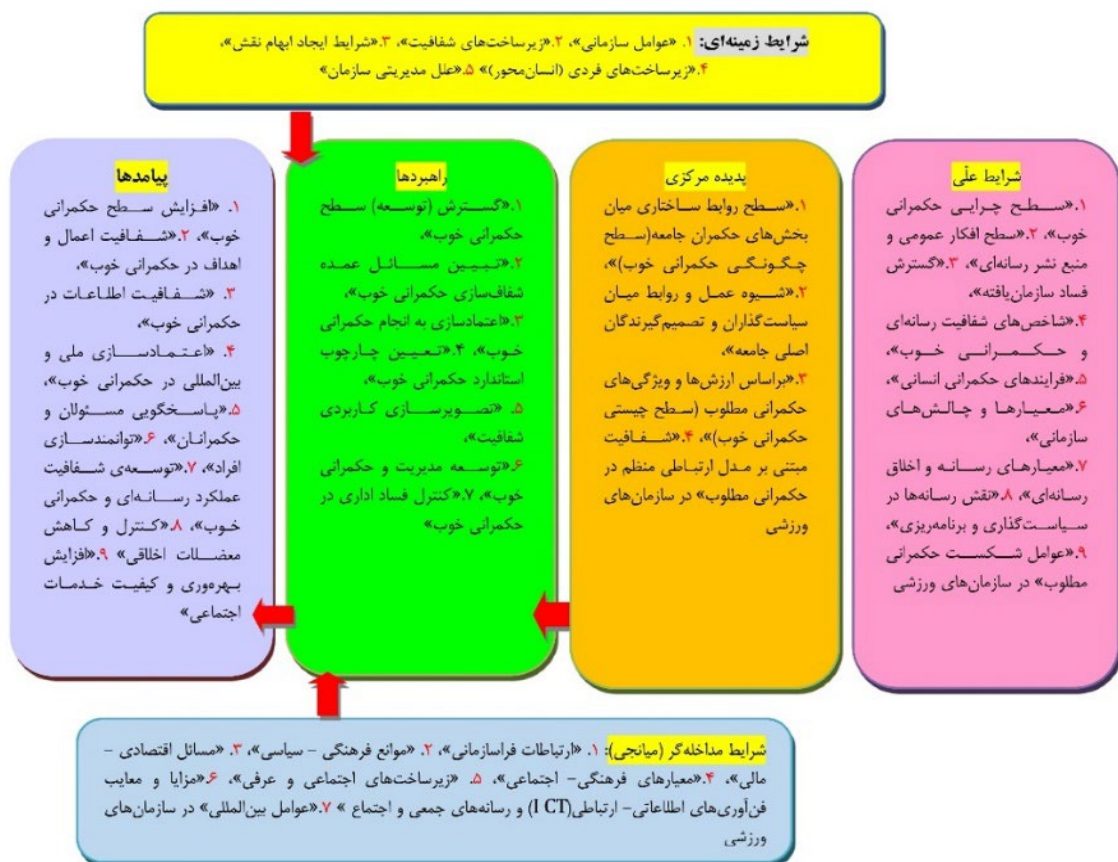 شرایط زمینه‌ای: ۱. «عوامل سازمانی»، ۲.«زیرساخت‌های شفافیت»، ۳.«شرایط ایجاد ابهام نقش»،
۴.«زیرساخت‌های فردی (انسان‌محور)» ۵.«علل مدیریتی سازمان»
شرایط علّی
۱.«سطح چرایی حکمرانی
خوب»، ۲.«سطح افکار عمومی و
منبع نشر رسانه‌ای»، ۳.«گسترش
فساد سازمان‌یافته»،
۴.«شاخص‌های شفافیت رسانه‌ای
و حکمرانی خوب»،
۵.«فرایندهای حکمرانی انسانی»،
۶.«معیارها و چالش‌های
سازمانی»،
۷.«معیارهای رسانه و اخلاق
رسانه‌ای»، ۸.«نقش رسانه‌ها در
سیاست‌گذاری و برنامه‌ریزی»،
۹.«عوامل شکست حکمرانی
مطلوب» در سازمان‌های ورزشی
پدیده مرکزی
۱.«سطح روابط ساختاری میان
بخش‌های حکمران جامعه(سطح
چگونگی حکمرانی خوب)»،
۲.«شیوه عمل و روابط میان
سیاست‌گذاران و تصمیم‌گیرندگان
اصلی جامعه»،
۳.«براساس ارزش‌ها و ویژگی‌های
حکمرانی مطلوب (سطح چیستی
حکمرانی خوب)»، ۴.«شفافیت
مبتنی بر مدل ارتباطی منظم در
حکمرانی مطلوب» در سازمان‌های
ورزشی
راهبردها
۱.«گسترش (توسعه) سطح
حکمرانی خوب»،
۲.«تبیین مسائل عمده
شفاف‌سازی حکمرانی خوب»،
۳.«اعتمادسازی به انجام حکمرانی
خوب»، ۴.«تعیین چارچوب
استاندارد حکمرانی خوب»،
۵. «تصویرسازی کاربردی
شفافیت»،
۶.«توسعه مدیریت و حکمرانی
خوب»، ۷.«کنترل فساد اداری در
حکمرانی خوب»
پیامدها
۱. «افزایش سطح حکمرانی
خوب»، ۲.«شفافیت اعمال و
اهداف در حکمرانی خوب»،
۳. «شفافیت اطلاعات در
حکمرانی خوب»،
۴. «اعتمادسازی ملی و
بین‌المللی در حکمرانی خوب»،
۵.«پاسخگویی مسئولان و
حکمرانان»، ۶.«توانمندسازی
افراد»، ۷.«توسعه‌ی شفافیت
عملکرد رسانه‌ای و حکمرانی
خوب»، ۸.«کنترل و کاهش
معضلات اخلاقی» ۹.«افزایش
بهره‌وری و کیفیت خدمات
اجتماعی»
شرایط مداخله‌گر (میانجی): ۱. «ارتباطات فراسازمانی»، ۲. «موانع فرهنگی – سیاسی»، ۳. «مسائل اقتصادی –
مالی»، ۴.«معیارهای فرهنگی– اجتماعی»، ۵. «زیرساخت‌های اجتماعی و عرفی»، ۶.«مزایا و معایب
فن‌آوری‌های اطلاعاتی– ارتباطی(I CT) و رسانه‌های جمعی و اجتماع » ۷.«عوامل بین‌المللی» در سازمان‌های
ورزشی